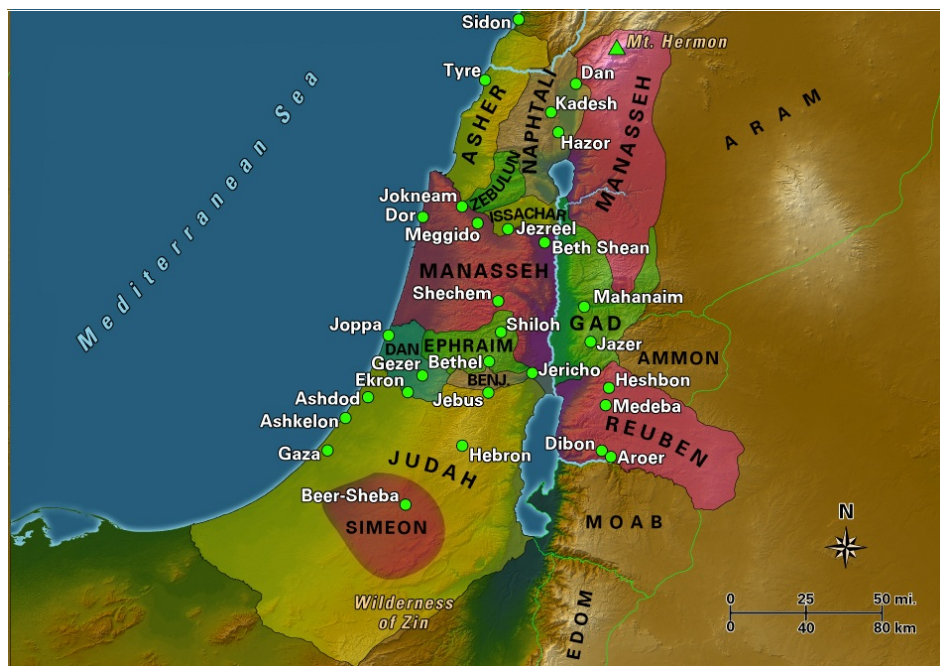 Sidon
Mt. Hermon
Tyre
Dan
ASHER
NAPHTALI
Kadesh
Hazor
MANASSEH
ARAM
Mediterranean Sea
ZEBULUN
Jokneam
Dor
ISSACHAR
Meggido
Jezreel
Beth Shean
MANASSEH
Shechem
Mahanaim
GAD
Joppa
Shiloh
DAN
EPHRAIM
Jazer
AMMON
Gezer
Bethel
Jericho
Ekron
BENJ.
Heshbon
Ashdod
Jebus
Medeba
Ashkelon
REUBEN
Gaza
JUDAH
Hebron
Dibon
Aroer
Beer-Sheba
SIMEON
MOAB
N
Wilderness
of Zin
EDOM
0 25 50 mi.
0 40 80 km